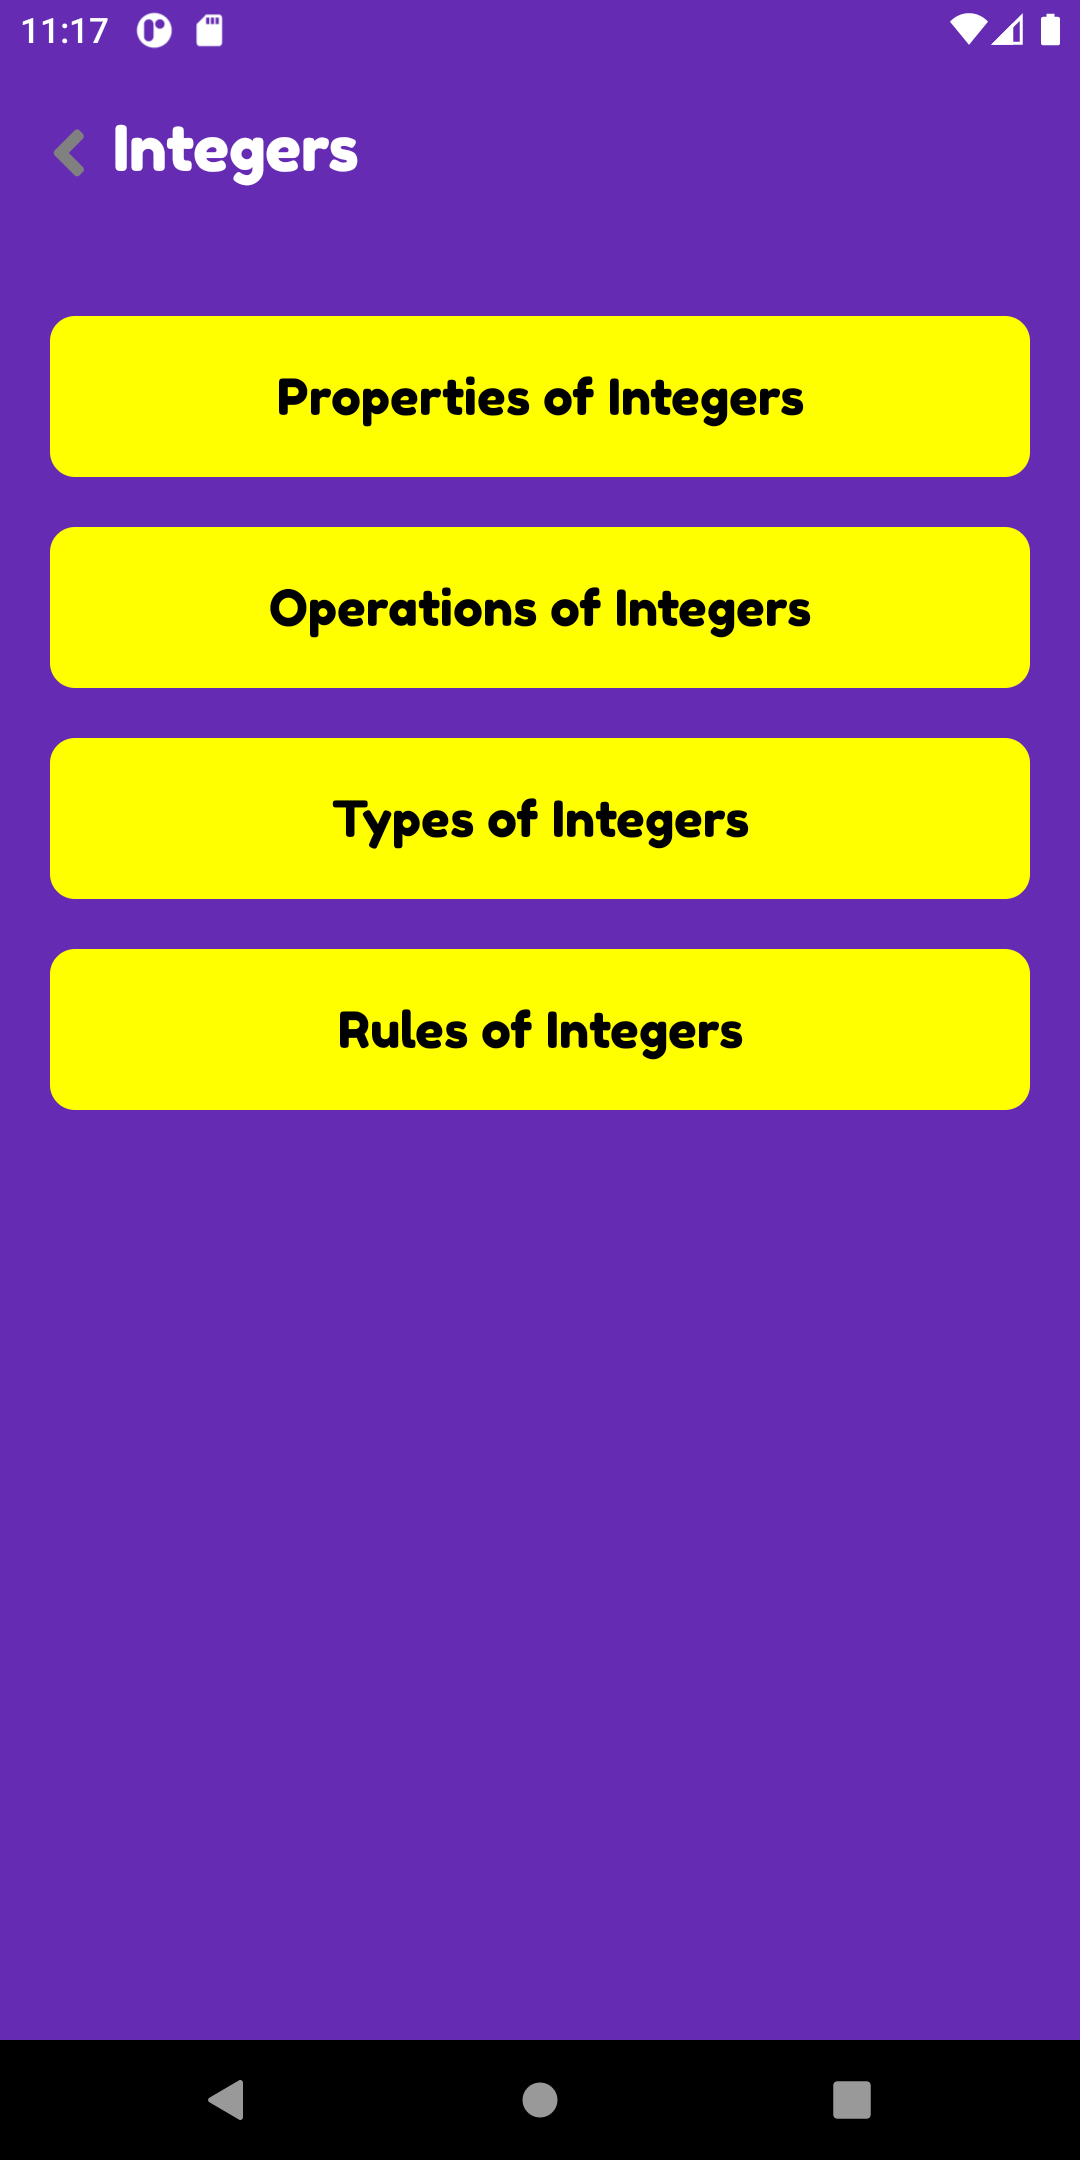 11:17
Integers
Properties of Integers
Operations of Integers
Types of Integers
Rules of Integers